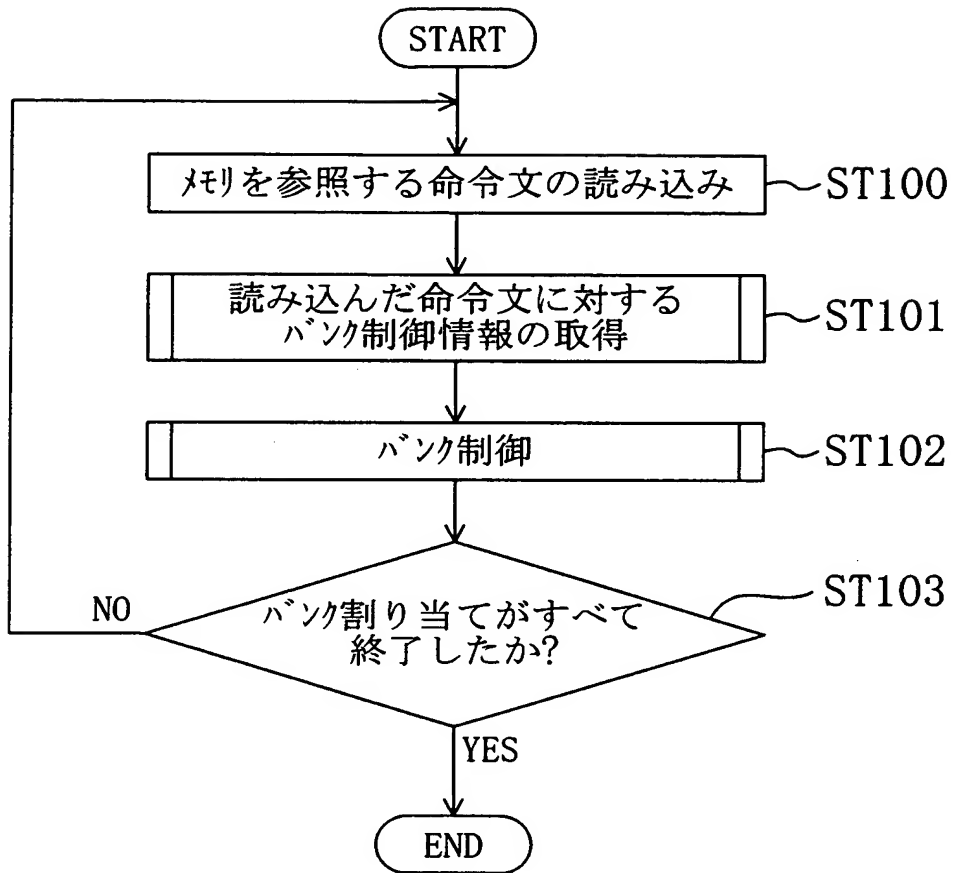 START
メモリを参照する命令文の読み込み
ST100
読み込んだ命令文に対する
バンク制御情報の取得
ST101
バンク制御
ST102
バンク割り当てがすべて
終了したか?
ST103
NO
YES
END